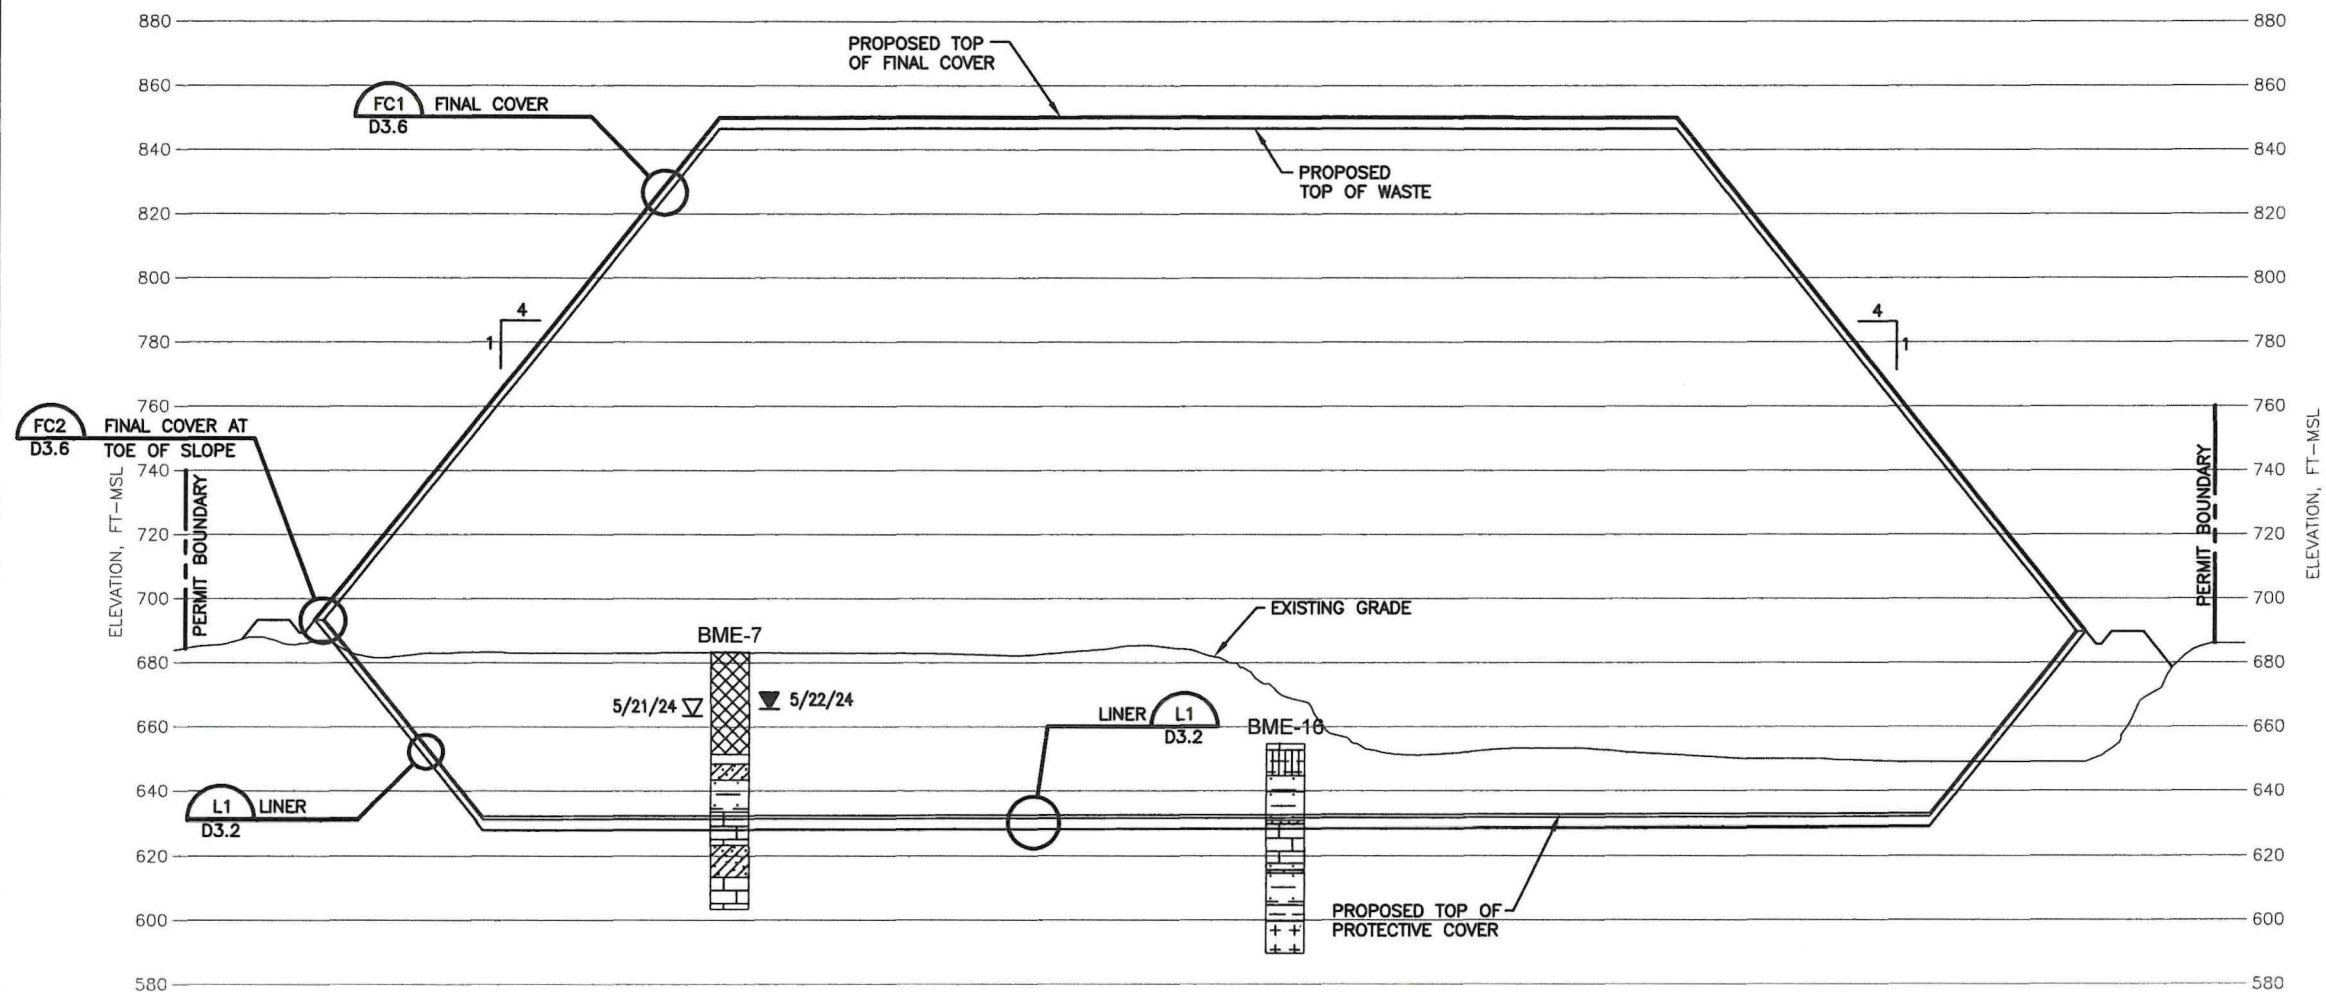 880
880
PROPOSED TOP
OF FINAL COVER
860
860
FC1
FINAL COVER
D3.6
840
840
PROPOSED
TOP OF WASTE
820
820
800
800
4
1
4
1
780
780
760
760
FC2
FINAL COVER AT
D3.6
TOE OF SLOPE
740
740
ELEVATION, FT-MSL
PERMIT BOUNDARY
PERMIT BOUNDARY
ELEVATION, FT-MSL
720
720
700
700
EXISTING GRADE
BME-7
680
680
5/21/24
5/22/24
LINER
L1
D3.2
BME-16
660
660
640
640
L1
LINER
D3.2
620
620
PROPOSED TOP OF
PROTECTIVE COVER
600
600
580
580